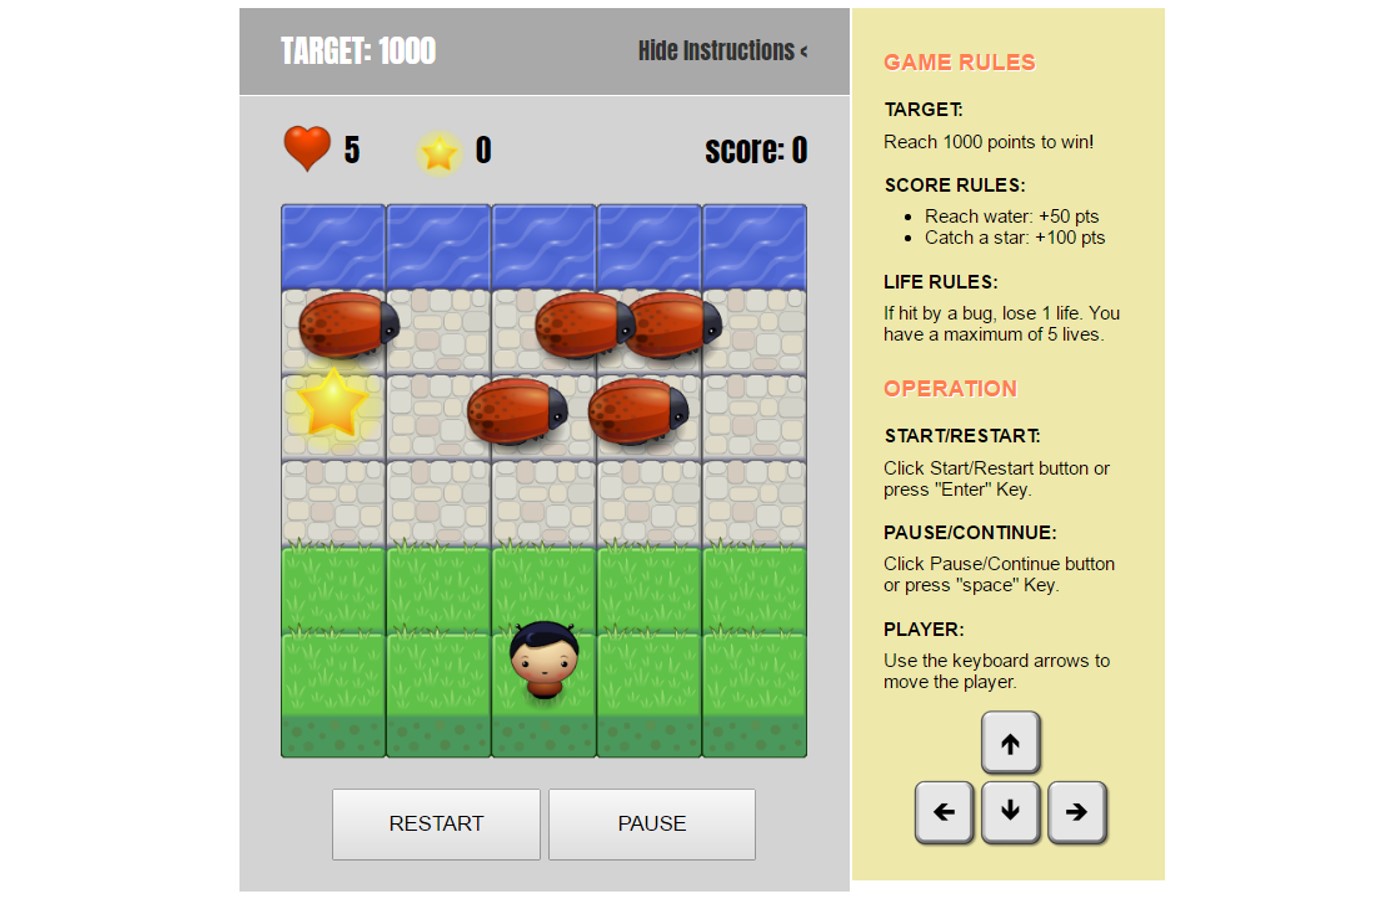 TARGET: 1000
Hide Instructions <
5
0
score: 0
RESTART
PAUSE
GAME RULES
TARGET:
Reach 1000 points to win!
SCORE RULES:
• Reach water: +50 pts
• Catch a star: +100 pts
LIFE RULES:
If hit by a bug, lose 1 life. You
have a maximum of 5 lives.
OPERATION
START/RESTART:
Click Start/Restart button or
press "Enter" Key.
PAUSE/CONTINUE:
Click Pause/Continue button
or press "space" Key.
PLAYER:
Use the keyboard arrows to
move the player.